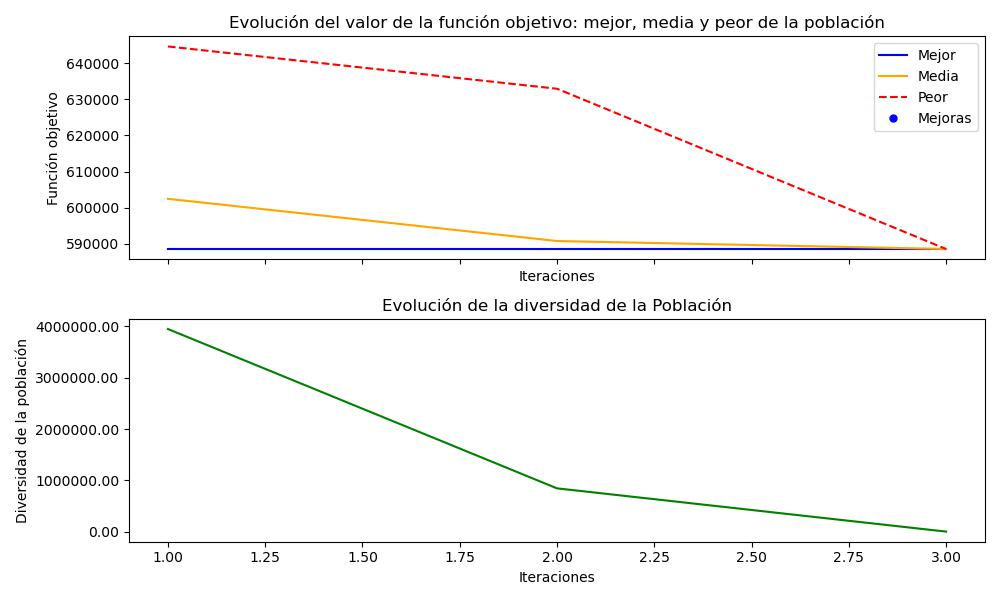 Evolución del valor de la función objetivo: mejor, media y peor de la población
640000
630000
620000
610000
600000
590000
Función objetivo
Mejor
Media
Peor
Mejoras
Iteraciones
Evolución de la diversidad de la Población
4000000.00
3000000.00
2000000.00
1000000.00
0.00
Diversidad de la población
1.00 1.25 1.50 1.75 2.00 2.25 2.50 2.75 3.00
Iteraciones